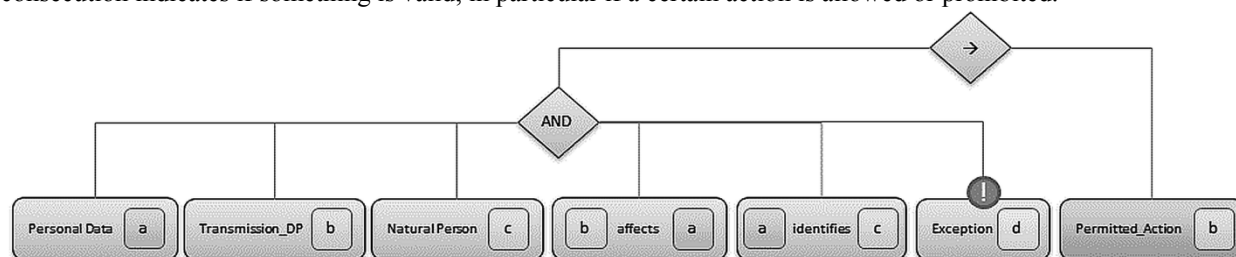 consecution indicates if something is valid, in particular if a certain action is allowed or prohibited.
→
AND
!
Personal Data a Transmission_DP b Natural Person c b affects a a identifies c Exception d Permitted_Action b